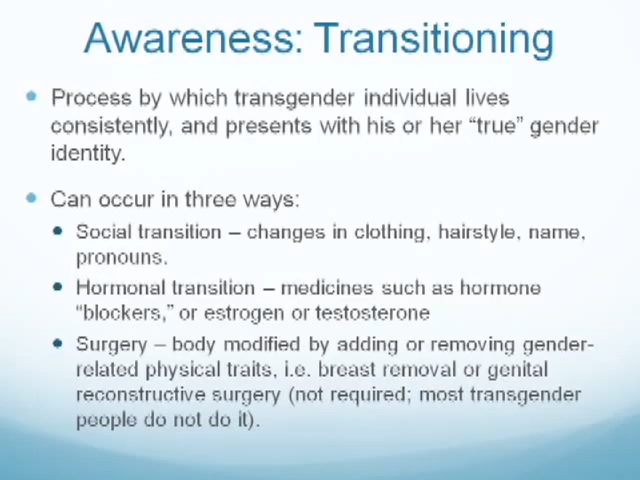 Awareness: Transitioning
Process by which transgender individual lives
consistently, and presents with his or her “true” gender
identity.
Can occur in three ways:
Social transition – changes in clothing, hairstyle, name,
pronouns.
Hormonal transition – medicines such as hormone
“blockers,” or estrogen or testosterone
Surgery – body modified by adding or removing gender-
related physical traits, i.e. breast removal or genital
reconstructive surgery (not required; most transgender
people do not do it).